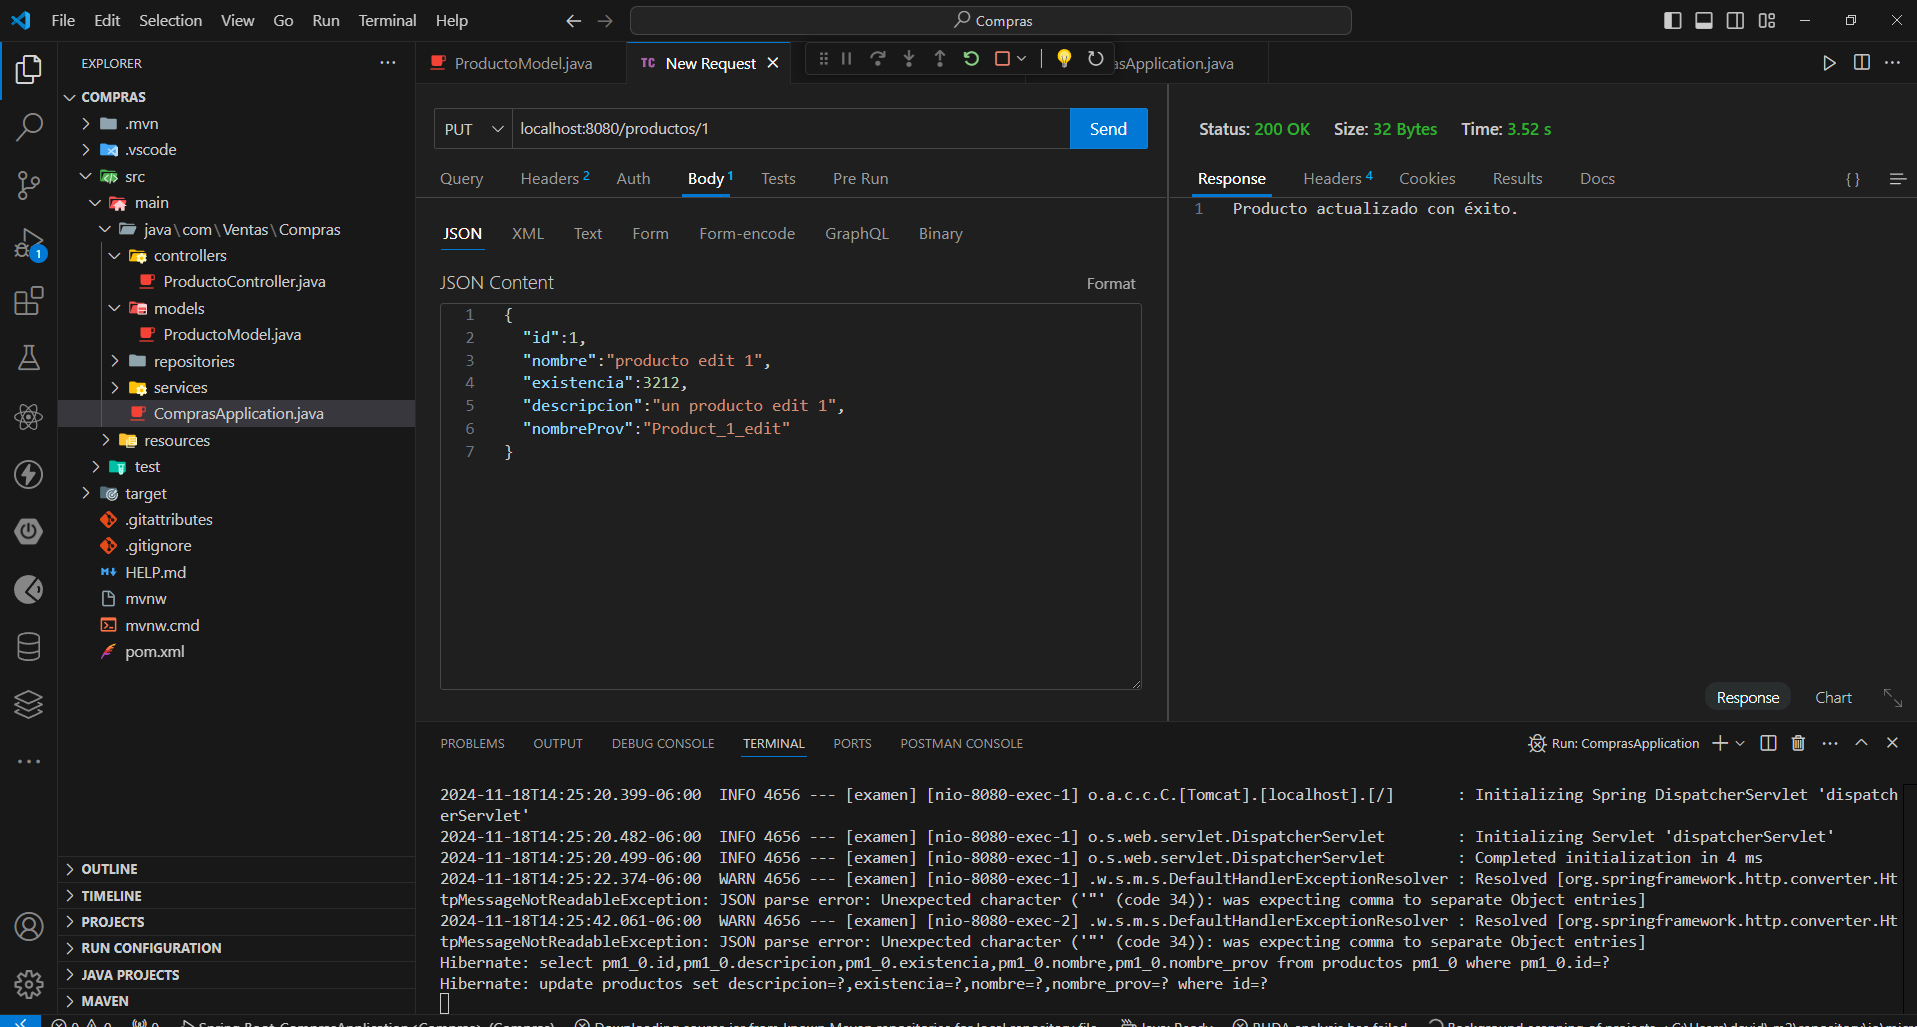 File Edit Selection View Go Run Terminal Help
Compras
EXPLORER
COMPRAS
.mvn
.vscode
src
main
java\com\Ventas\Compras
controllers
ProductoController.java
models
ProductoModel.java
repositories
services
ComprasApplication.java
resources
test
target
.gitattributes
.gitignore
HELP.md
mvnw
mvnw.cmd
pom.xml
OUTLINE
TIMELINE
PROJECTS
RUN CONFIGURATION
JAVA PROJECTS
MAVEN
1
ProductoModel.java
TC New Request
asApplication.java
PUT localhost:8080/productos/1 Send
Query Headers 2 Auth Body 1 Tests Pre Run
JSON XML Text Form Form-encode GraphQL Binary
JSON Content Format
1 {
2 "id":1,
3 "nombre":"producto edit 1",
4 "existencia":3212,
5 "descripcion":"un producto edit 1",
6 "nombreProv":"Product_1_edit"
7 }
Status: 200 OK Size: 32 Bytes Time: 3.52 s
Response Headers 4 Cookies Results Docs { }
1 Producto actualizado con éxito.
Response Chart
PROBLEMS OUTPUT DEBUG CONSOLE TERMINAL PORTS POSTMAN CONSOLE
Run: ComprasApplication
2024-11-18T14:25:20.399-06:00 INFO 4656 --- [examen] [nio-8080-exec-1] o.a.c.c.C.[Tomcat].[localhost].[/] : Initializing Spring DispatcherServlet 'dispatch
erServlet'
2024-11-18T14:25:20.482-06:00 INFO 4656 --- [examen] [nio-8080-exec-1] o.s.web.servlet.DispatcherServlet : Initializing Servlet 'dispatcherServlet'
2024-11-18T14:25:20.499-06:00 INFO 4656 --- [examen] [nio-8080-exec-1] o.s.web.servlet.DispatcherServlet : Completed initialization in 4 ms
2024-11-18T14:25:22.374-06:00 WARN 4656 --- [examen] [nio-8080-exec-1] .w.s.m.s.DefaultHandlerExceptionResolver : Resolved [org.springframework.http.converter.Ht
tpMessageNotReadableException: JSON parse error: Unexpected character ('"' (code 34)): was expecting comma to separate Object entries]
2024-11-18T14:25:42.061-06:00 WARN 4656 --- [examen] [nio-8080-exec-2] .w.s.m.s.DefaultHandlerExceptionResolver : Resolved [org.springframework.http.converter.Ht
tpMessageNotReadableException: JSON parse error: Unexpected character ('"' (code 34)): was expecting comma to separate Object entries]
Hibernate: select pm1_0.id,pm1_0.descripcion,pm1_0.existencia,pm1_0.nombre,pm1_0.nombre_prov from productos pm1_0 where pm1_0.id=?
Hibernate: update productos set descripcion=?,existencia=?,nombre=?,nombre_prov=? where id=?